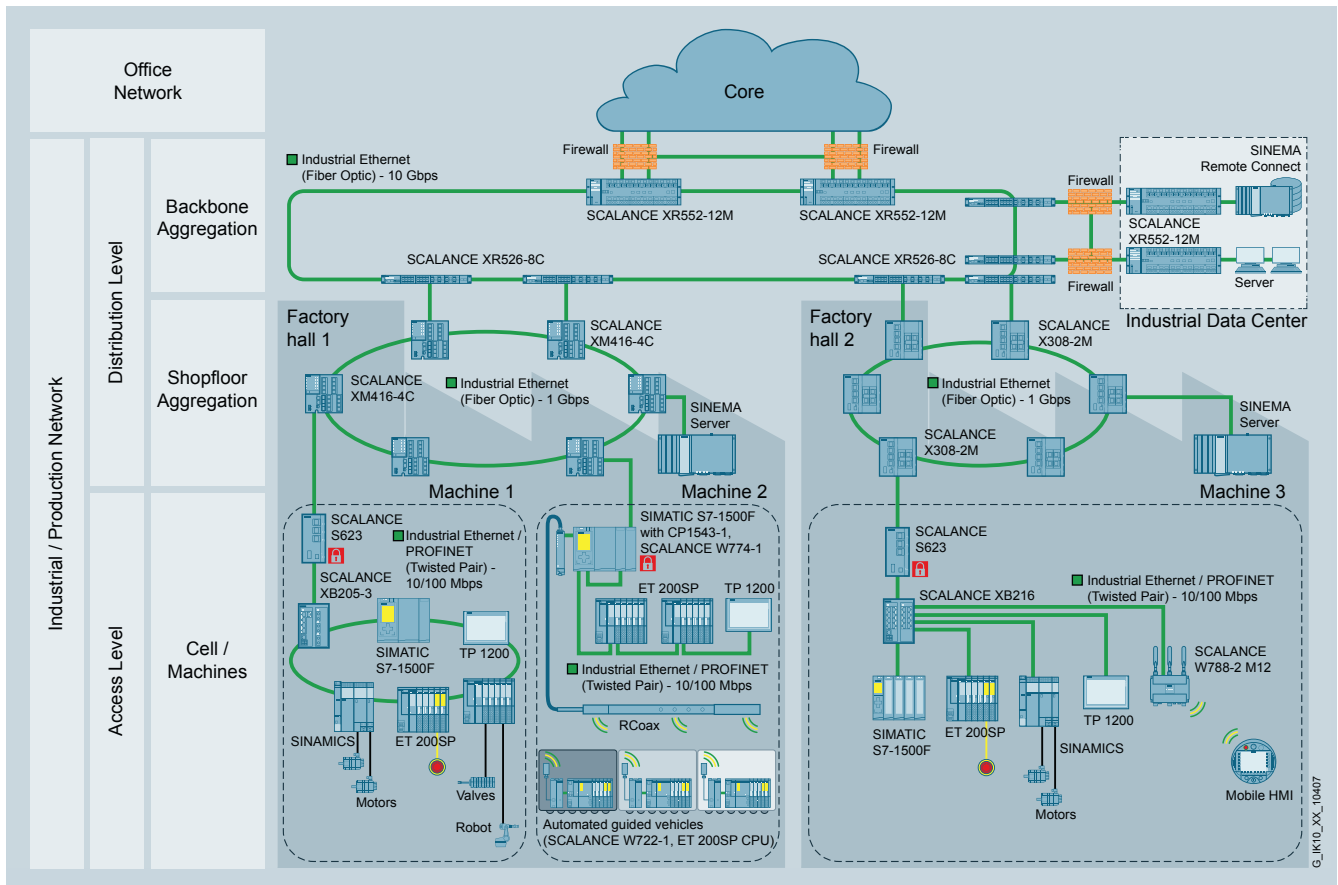 Office
Network
Industrial / Production Network
Distribution Level
Access Level
Backbone
Aggregation
Shopfloor
Aggregation
Cell /
Machines
Core
Firewall
Firewall
Industrial Ethernet
(Fiber Optic) - 10 Gbps
SCALANCE XR552-12M
SCALANCE XR552-12M
SCALANCE XR526-8C
SCALANCE XR526-8C
Firewall
Firewall
SINEMA
Remote Connect
SCALANCE
XR552-12M
Server
Industrial Data Center
Factory
hall 1
SCALANCE
XM416-4C
SCALANCE
XM416-4C
Industrial Ethernet
(Fiber Optic) - 1 Gbps
SINEMA
Server
Factory
hall 2
SCALANCE
X308-2M
Industrial Ethernet
(Fiber Optic) - 1 Gbps
SCALANCE
X308-2M
SINEMA
Server
Machine 1
SCALANCE
S623
Industrial Ethernet /
PROFINET
(Twisted Pair) -
10/100 Mbps
SCALANCE
XB205-3
SIMATIC
S7-1500F
TP 1200
SINAMICS
ET 200SP
Motors
Valves
Robot
Machine 2
SIMATIC S7-1500F
with CP1543-1,
SCALANCE W774-1
ET 200SP
TP 1200
Industrial Ethernet / PROFINET
(Twisted Pair) - 10/100 Mbps
RCoax
Automated guided vehicles
(SCALANCE W722-1, ET 200SP CPU)
Machine 3
SCALANCE
S623
SCALANCE XB216
Industrial Ethernet / PROFINET
(Twisted Pair) - 10/100 Mbps
SCALANCE
W788-2 M12
SIMATIC
S7-1500F
ET 200SP
SINAMICS
TP 1200
Motors
Mobile HMI
G_IK10_XX_10407